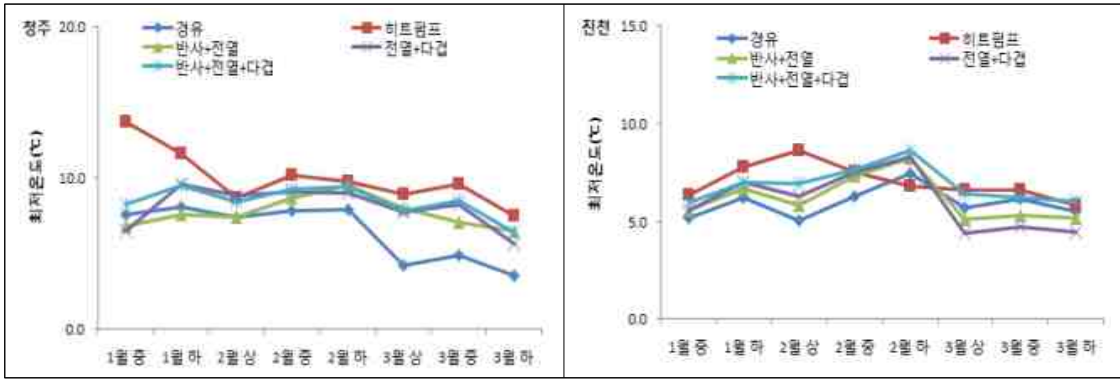 청주
20.0
10.0
0.0
최저온도(℃)
경유
히트펌프
반사+전열
전열+다겹
반사+전열+다겹
1월 중
1월 하
2월 상
2월 중
2월 하
3월 상
3월 중
3월 하
진천
15.0
10.0
5.0
0.0
최저온도(℃)
경유
히트펌프
반사+전열
전열+다겹
반사+전열+다겹
1월 중
1월 하
2월 상
2월 중
2월 하
3월 상
3월 중
3월 하